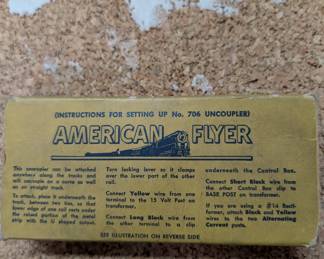 (INSTRUCTIONS FOR SETTING UP No. 706 UNCOUPLER)
AMERICAN FLYER
This uncoupler can be attached
anywhere along the tracks and
will uncouple on a curve as well
as on straight track.
To attach, place it underneath the
track, between two ties, so that
lower edge of one rail rests under
the raised portion of the metal
strip with the U shaped cutout.
Turn locking lever so it clamps
over the lower part of the other
rail.
Connect Yellow wire from one
terminal to the 15 Volt Post on
transformer.
Connect Long Black wire from
the other terminal to a clip
underneath the Control Box.
Connect Short Black wire from
the other Control Box clip to
BASE POST on transformer.
If you are using a #14 Recti-
former, attach Black and Yellow
wires to the two Alternating
Current posts.
SEE ILLUSTRATION ON REVERSE SIDE